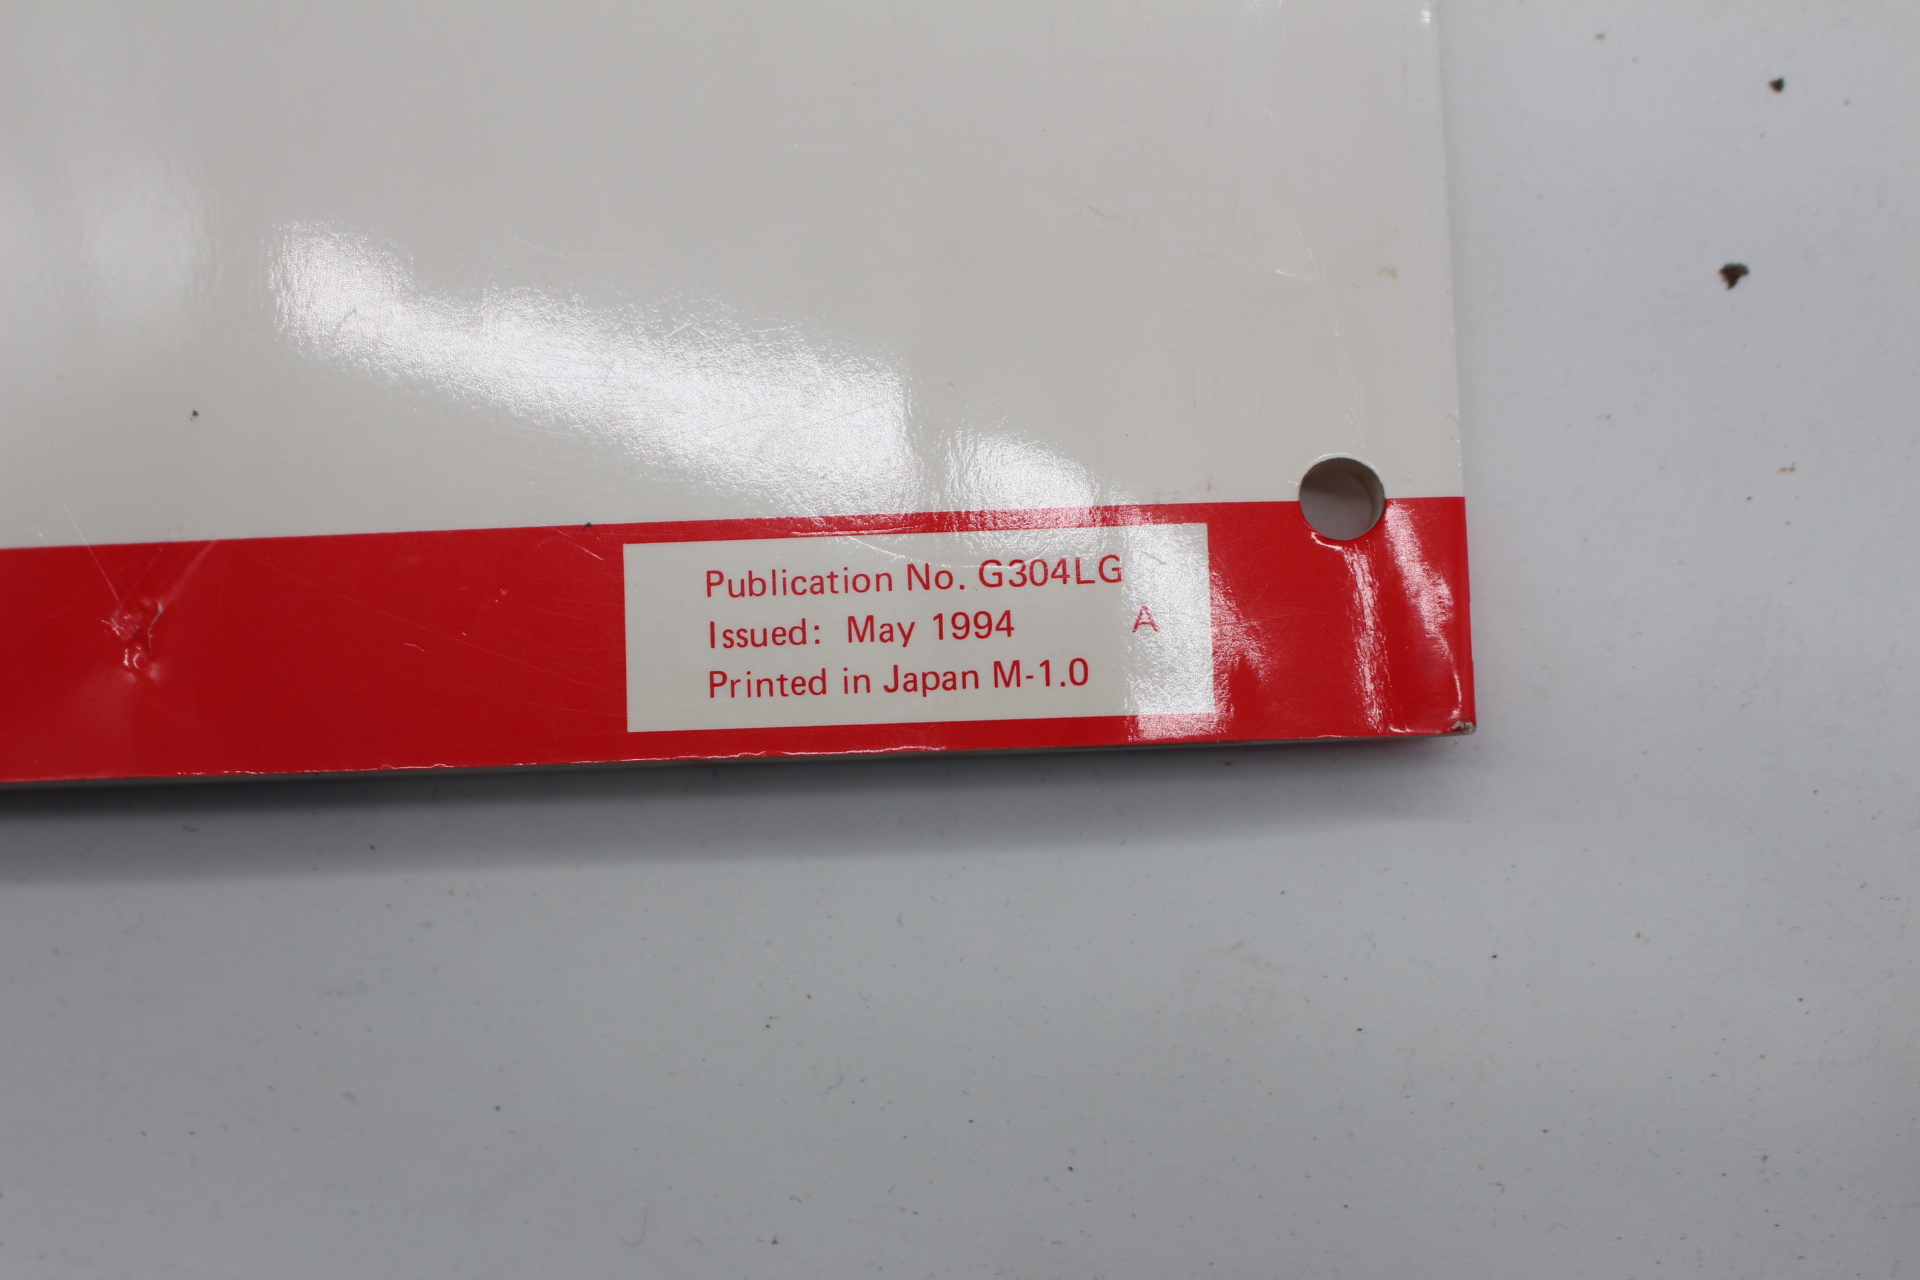 Publication No. G304LG
Issued: May 1994 A
Printed in Japan M-1.0